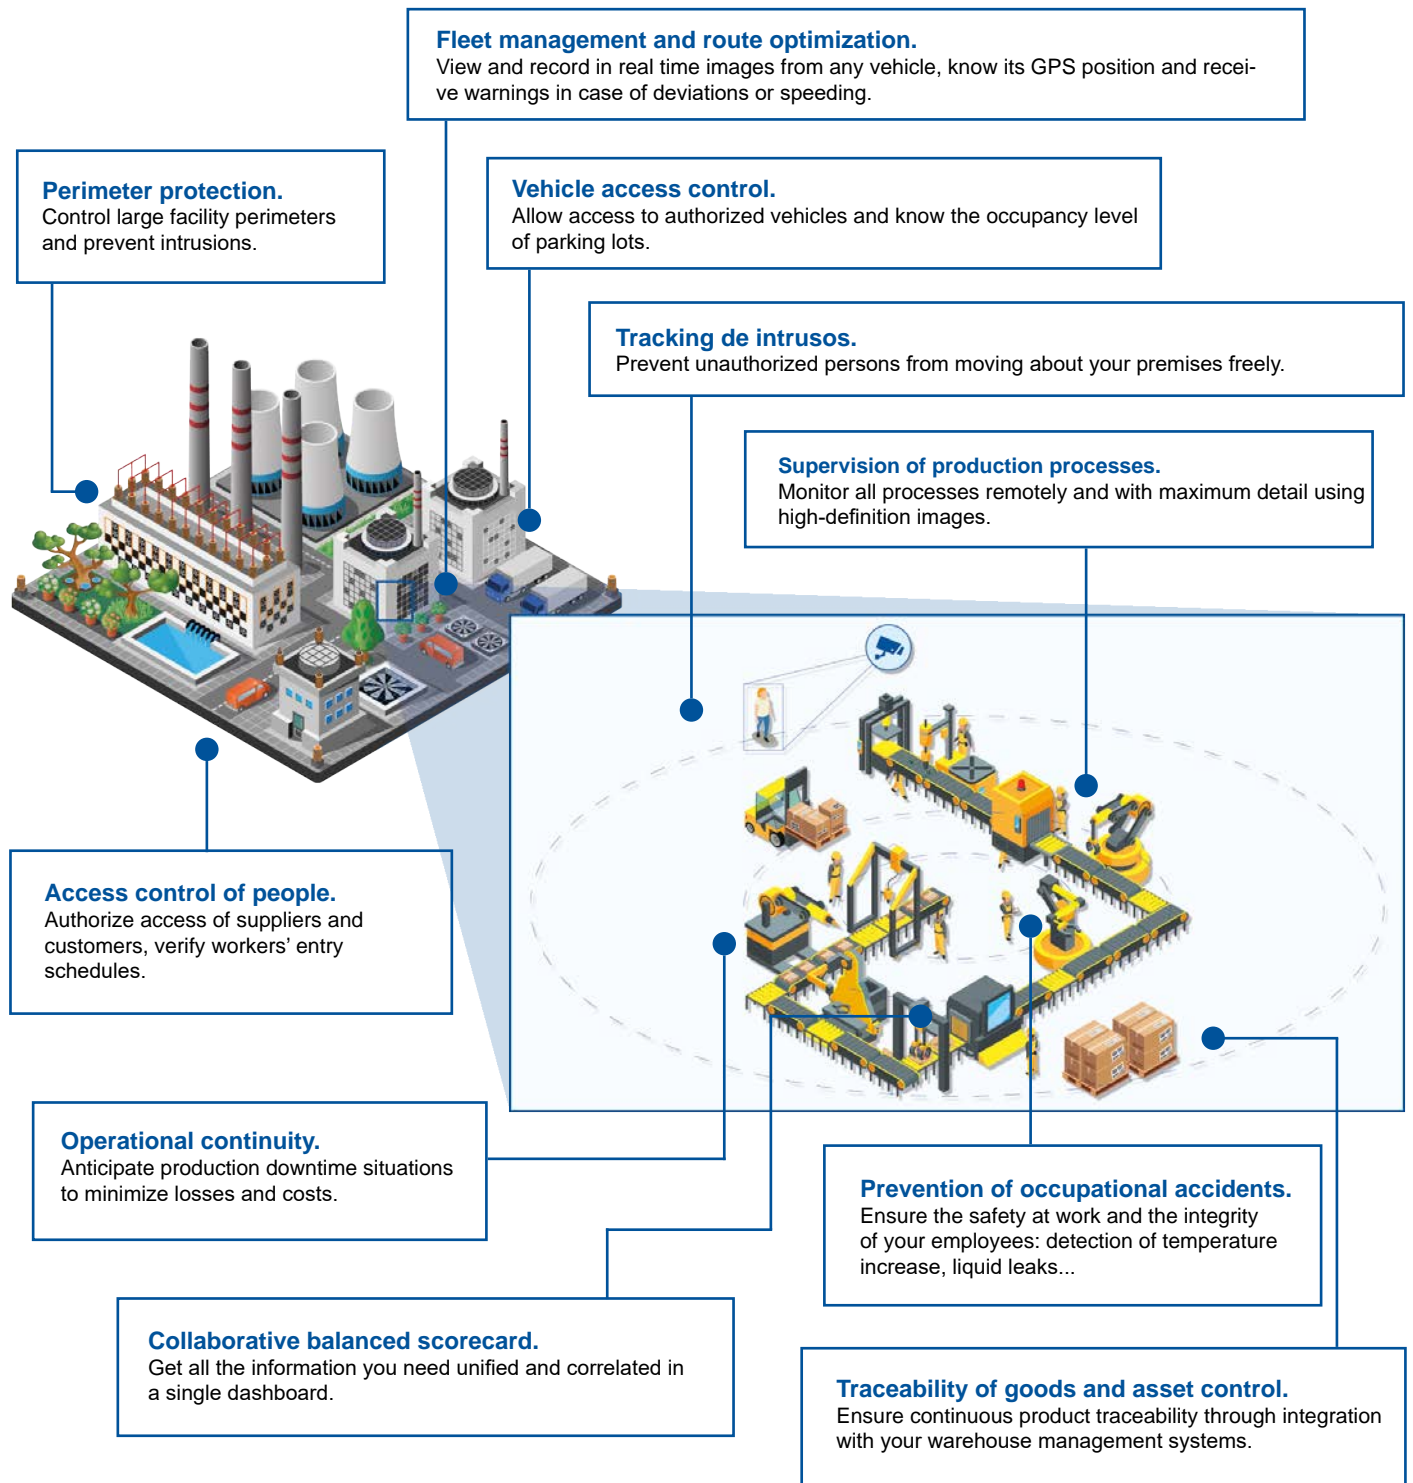 Fleet management and route optimization.
View and record in real time images from any vehicle, know its GPS position and recei-
ve warnings in case of deviations or speeding.
Perimeter protection.
Control large facility perimeters
and prevent intrusions.
Vehicle access control.
Allow access to authorized vehicles and know the occupancy level
of parking lots.
Tracking de intrusos.
Prevent unauthorized persons from moving about your premises freely.
Supervision of production processes.
Monitor all processes remotely and with maximum detail using
high-definition images.
Access control of people.
Authorize access of suppliers and
customers, verify workers’ entry
schedules.
Operational continuity.
Anticipate production downtime situations
to minimize losses and costs.
Prevention of occupational accidents.
Ensure the safety at work and the integrity
of your employees: detection of temperature
increase, liquid leaks...
Collaborative balanced scorecard.
Get all the information you need unified and correlated in
a single dashboard.
Traceability of goods and asset control.
Ensure continuous product traceability through integration
with your warehouse management systems.